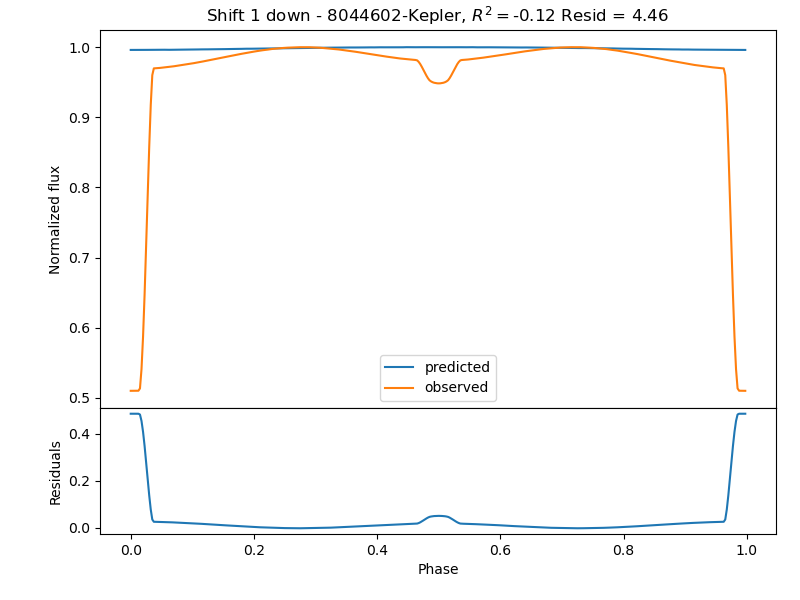 Shift 1 down - 8044602-Kepler, R² = -0.12 Resid = 4.46
Normalized flux
1.0
0.9
0.8
0.7
0.6
0.5
predicted
observed
Residuals
0.4
0.2
0.0
0.0 0.2 0.4 0.6 0.8 1.0
Phase